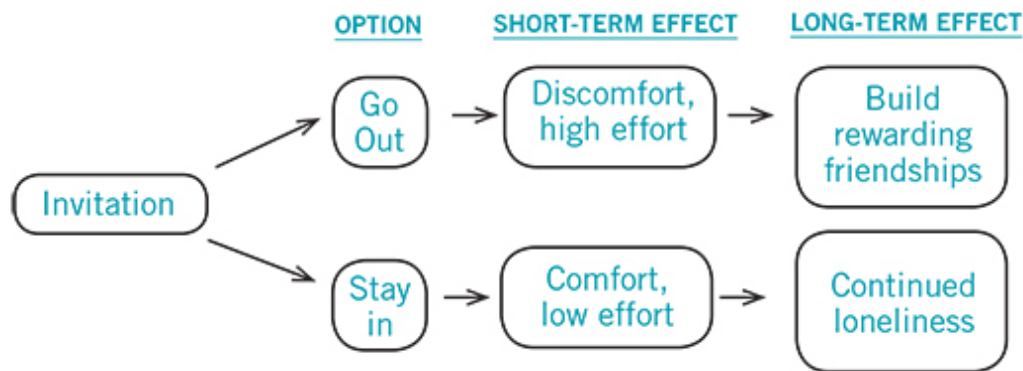 OPTION
SHORT-TERM EFFECT
LONG-TERM EFFECT
Invitation
Go
Out
Discomfort,
high effort
Build
rewarding
friendships
Stay
in
Comfort,
low effort
Continued
loneliness